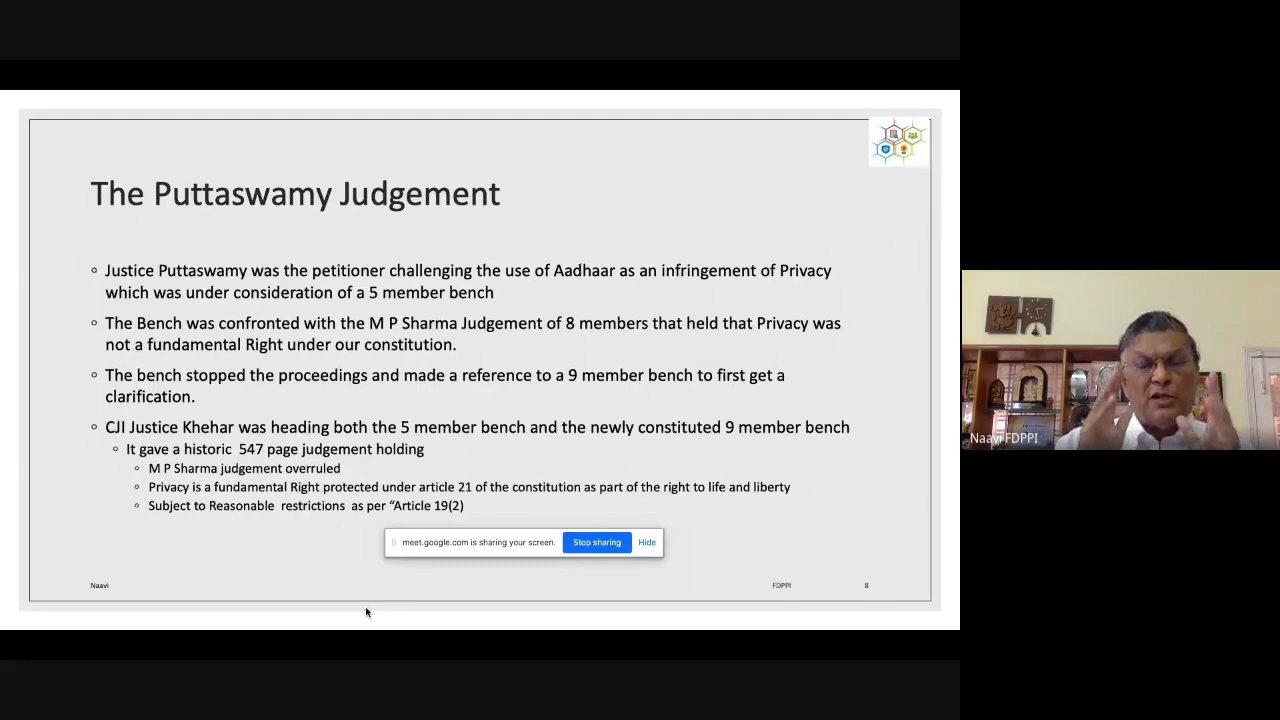 The Puttaswamy Judgement
◦ Justice Puttaswamy was the petitioner challenging the use of Aadhaar as an infringement of Privacy
which was under consideration of a 5 member bench
◦ The Bench was confronted with the M P Sharma Judgement of 8 members that held that Privacy was
not a fundamental Right under our constitution.
◦ The bench stopped the proceedings and made a reference to a 9 member bench to first get a
clarification.
◦ CJI Justice Khehar was heading both the 5 member bench and the newly constituted 9 member bench
◦ It gave a historic 547 page judgement holding
◦ M P Sharma judgement overruled
◦ Privacy is a fundamental Right protected under article 21 of the constitution as part of the right to life and liberty
◦ Subject to Reasonable restrictions as per “Article 19(2)
meet.google.com is sharing your screen. Stop sharing Hide
Naavi FDPPI 8
Naavi FDPPI